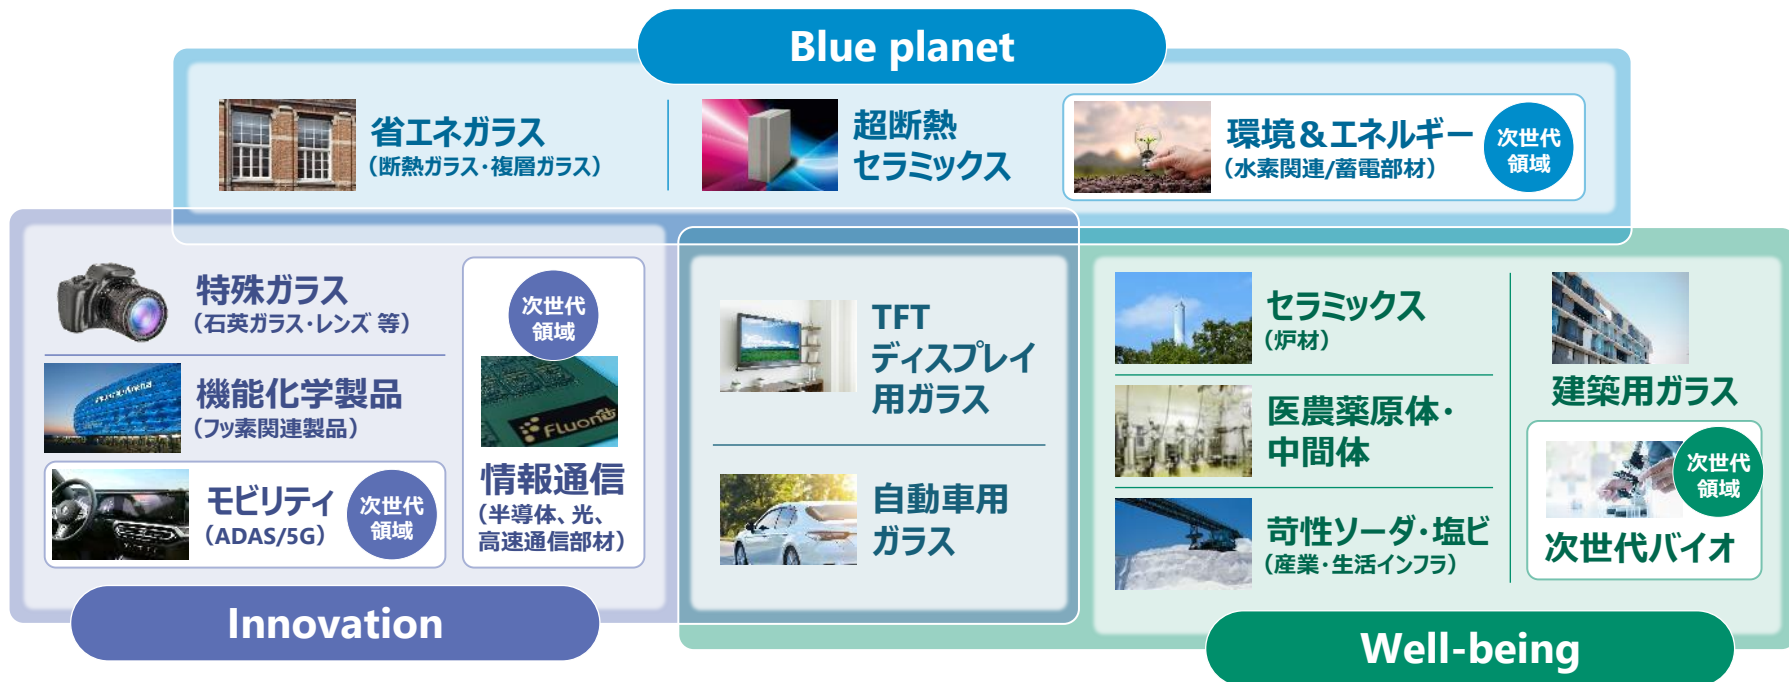 Blue planet
省エネガラス
（断熱ガラス・複層ガラス）
超断熱
セラミックス
環境＆エネルギー
（水素関連/蓄電部材）
次世代
領域
特殊ガラス
（石英ガラス・レンズ 等）
機能化学製品
（フッ素関連製品）
モビリティ
（ADAS/5G）
次世代
領域
次世代
領域
Fluon
情報通信
（半導体、光、
高速通信部材）
Innovation
TFT
ディスプレイ
用ガラス
自動車用
ガラス
セラミックス
（炉材）
医農薬原体・
中間体
苛性ソーダ・塩ビ
（産業・生活インフラ）
建築用ガラス
次世代
領域
次世代バイオ
Well-being